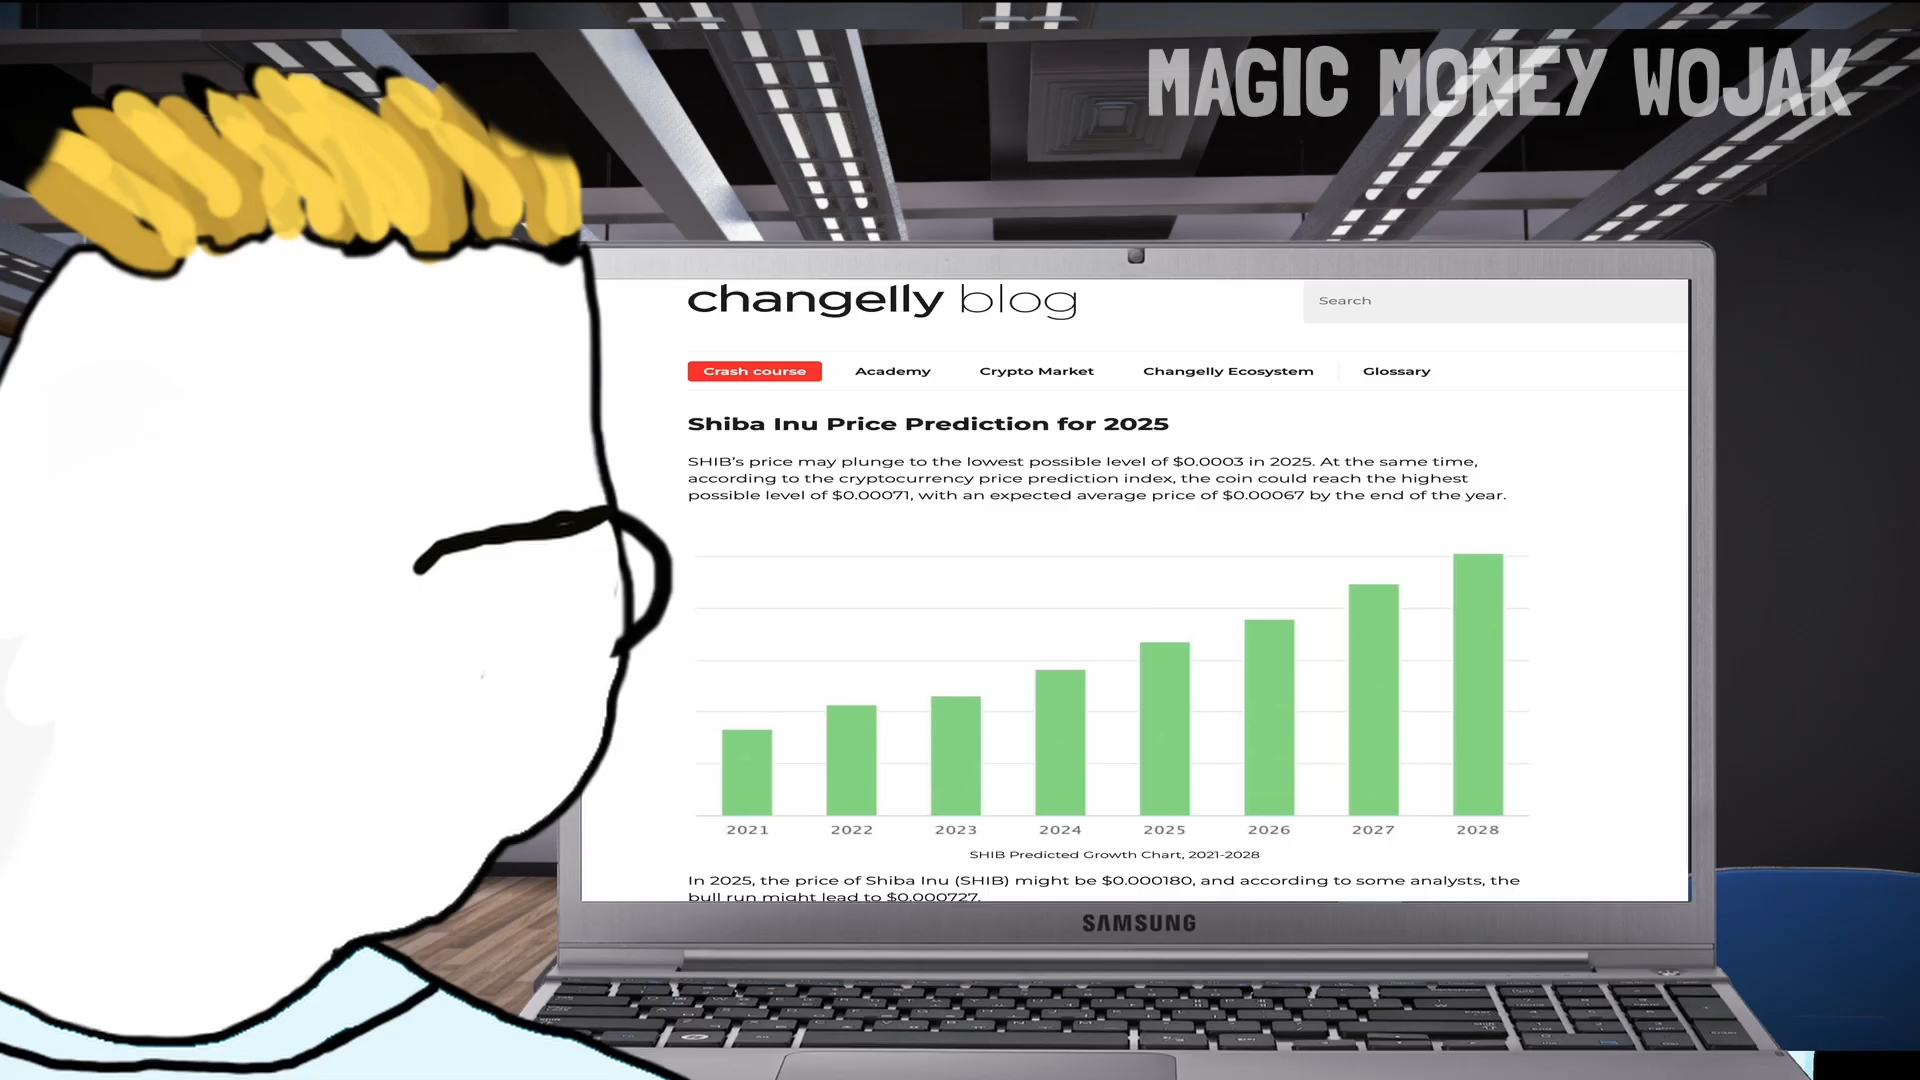 MAGIC MONEY WOJAK
changelly blog
Search
Crash course
Academy
Crypto Market
Changelly Ecosystem
Glossary
Shiba Inu Price Prediction for 2025
SHIB's price may plunge to the lowest possible level of $0.0003 in 2025. At the same time,
according to the cryptocurrency price prediction index, the coin could reach the highest
possible level of $0.00071, with an expected average price of $0.00067 by the end of the year.
2021 2022 2023 2024 2025 2026 2027 2028
SHIB Predicted Growth Chart, 2021-2028
In 2025, the price of Shiba Inu (SHIB) might be $0.000180, and according to some analysts, the
bull run might lead to $0.000727.
SAMSUNG